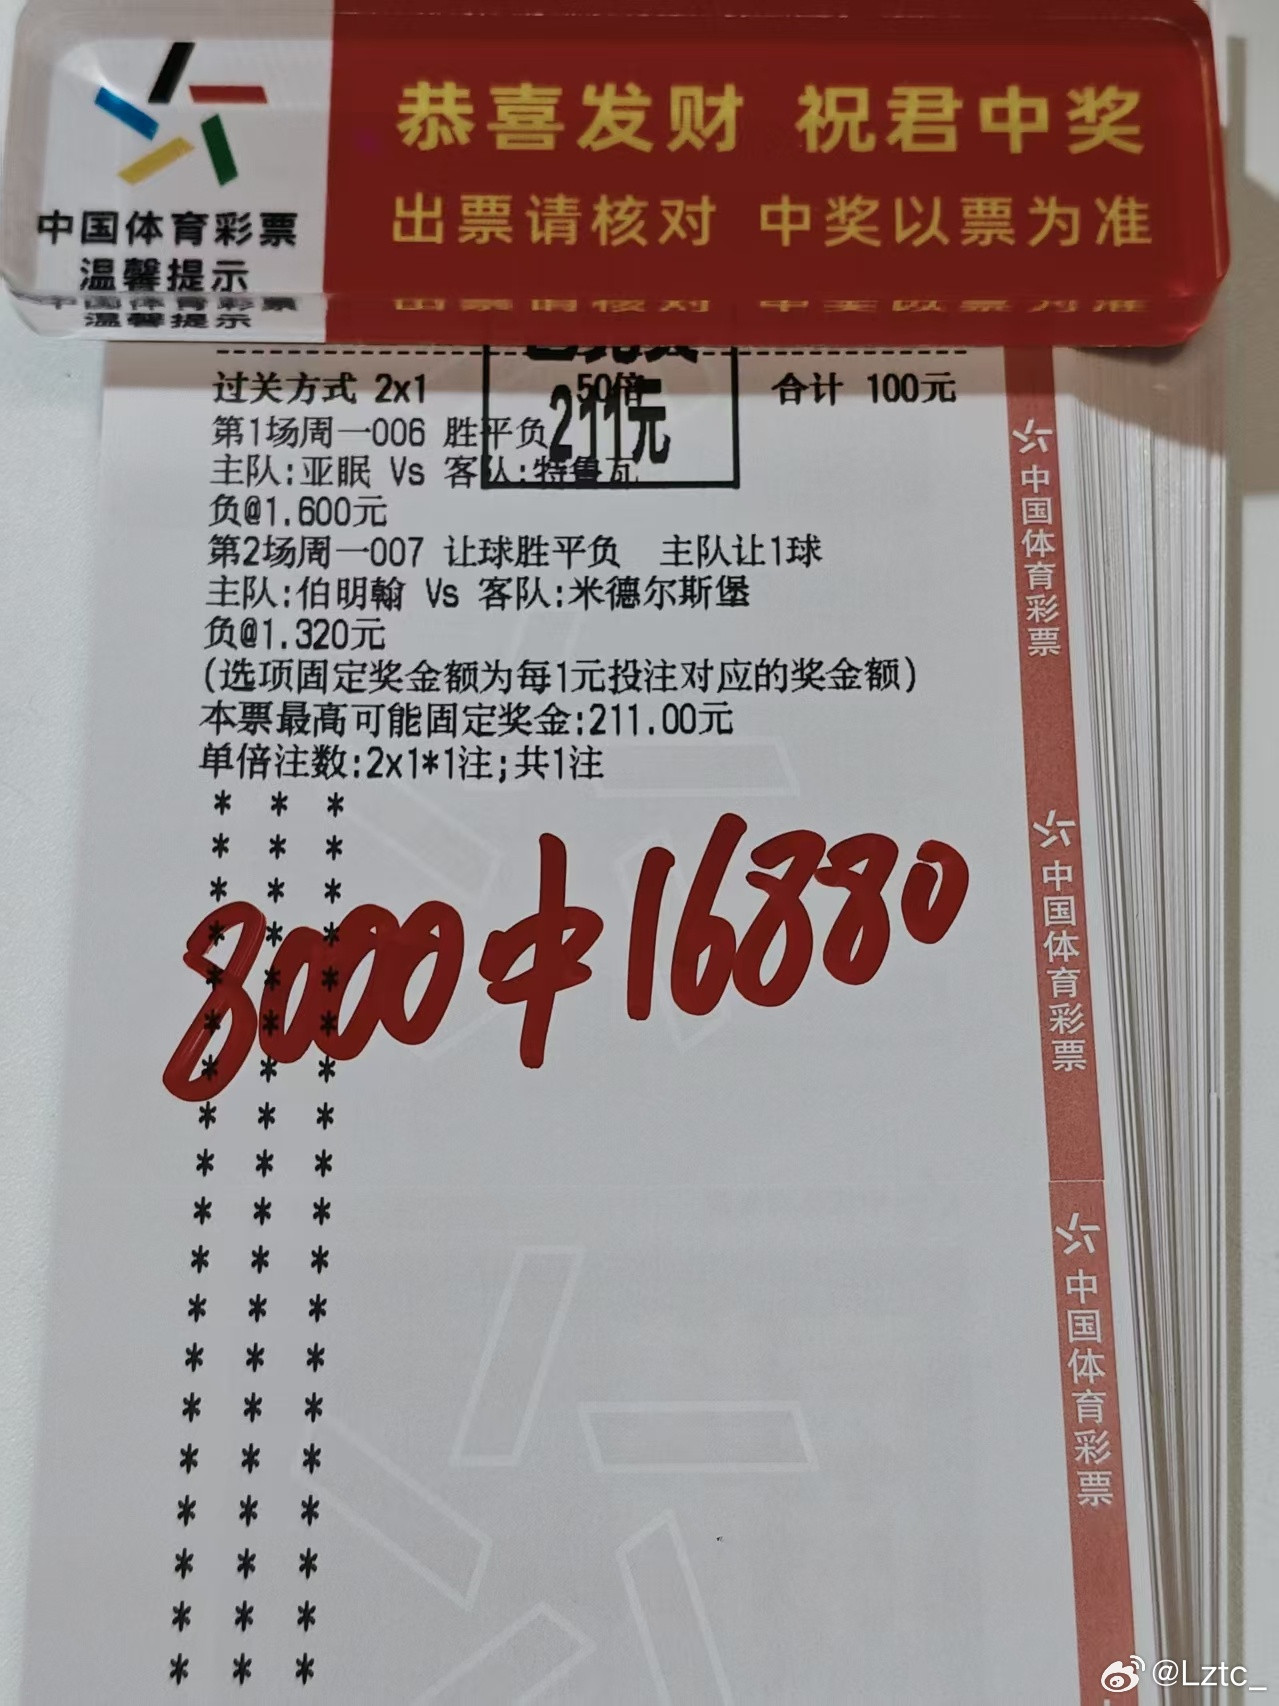 恭喜发财 祝君中奖
出票请核对 中奖以票为准
中国体育彩票
温馨提示
过关方式 2x1 50倍 合计 100元
211元
第1场周一006 胜平负
主队:亚眠 Vs 客队:特鲁瓦
负@1.600元
第2场周一007 让球胜平负 主队让1球
主队:伯明翰 Vs 客队:米德尔斯堡
负@1.320元
(选项固定奖金额为每1元投注对应的奖金额)
本票最高可能固定奖金:211.00元
单倍注数:2x1*1注;共1注
8000中16880
中国体育彩票
中国体育彩票
中国体育彩票
@Lztc_